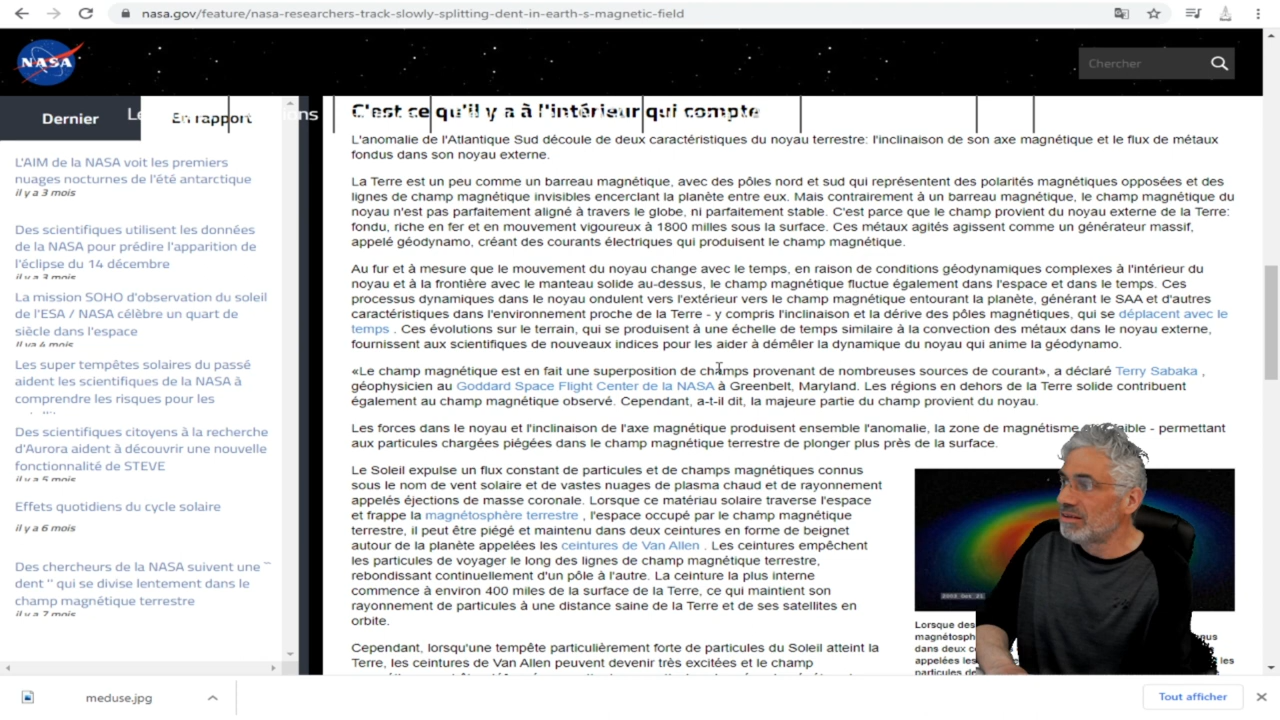 nasa.gov/feature/nasa-researchers-track-slowly-splitting-dent-in-earth-s-magnetic-field
NASA
Chercher
Dernier
En rapport
L'AIM de la NASA voit les premiers
nuages nocturnes de l'été antarctique
il y a 3 mois
Des scientifiques utilisent les données
de la NASA pour prédire l'apparition de
l'éclipse du 14 décembre
il y a 3 mois
La mission SOHO d'observation du soleil
de l'ESA / NASA célèbre un quart de
siècle dans l'espace
il y a 4 mois
Les super tempêtes solaires du passé
aident les scientifiques de la NASA à
comprendre les risques pour les
Des scientifiques citoyens à la recherche
d'Aurora aident à découvrir une nouvelle
fonctionnalité de STEVE
il y a 5 mois
Effets quotidiens du cycle solaire
il y a 6 mois
Des chercheurs de la NASA suivent une ``
dent '' qui se divise lentement dans le
champ magnétique terrestre
il y a 7 mois
C'est ce qu'il y a à l'intérieur qui compte
L'anomalie de l'Atlantique Sud découle de deux caractéristiques du noyau terrestre: l'inclinaison de son axe magnétique et le flux de métaux
fondus dans son noyau externe.
La Terre est un peu comme un barreau magnétique, avec des pôles nord et sud qui représentent des polarités magnétiques opposées et des
lignes de champ magnétique invisibles encerclant la planète entre eux. Mais contrairement à un barreau magnétique, le champ magnétique du
noyau n'est pas parfaitement aligné à travers le globe, ni parfaitement stable. C'est parce que le champ provient du noyau externe de la Terre:
fondu, riche en fer et en mouvement vigoureux à 1800 milles sous la surface. Ces métaux agités agissent comme un générateur massif,
appelé géodynamo, créant des courants électriques qui produisent le champ magnétique.
Au fur et à mesure que le mouvement du noyau change avec le temps, en raison de conditions géodynamiques complexes à l'intérieur du
noyau et à la frontière avec le manteau solide au-dessus, le champ magnétique fluctue également dans l'espace et dans le temps. Ces
processus dynamiques dans le noyau ondulent vers l'extérieur vers le champ magnétique entourant la planète, générant le SAA et d'autres
caractéristiques dans l'environnement proche de la Terre - y compris l'inclinaison et la dérive des pôles magnétiques, qui se déplacent avec le
temps . Ces évolutions sur le terrain, qui se produisent à une échelle de temps similaire à la convection des métaux dans le noyau externe,
fournissent aux scientifiques de nouveaux indices pour les aider à démêler la dynamique du noyau qui anime la géodynamo.
«Le champ magnétique est en fait une superposition de champs provenant de nombreuses sources de courant», a déclaré Terry Sabaka ,
géophysicien au Goddard Space Flight Center de la NASA à Greenbelt, Maryland. Les régions en dehors de la Terre solide contribuent
également au champ magnétique observé. Cependant, a-t-il dit, la majeure partie du champ provient du noyau.
Les forces dans le noyau et l'inclinaison de l'axe magnétique produisent ensemble l'anomalie, la zone de magnétisme - permettant
aux particules chargées piégées dans le champ magnétique terrestre de plonger plus près de la surface.
Le Soleil expulse un flux constant de particules et de champs magnétiques connus
sous le nom de vent solaire et de vastes nuages de plasma chaud et de rayonnement
appelés éjections de masse coronale. Lorsque ce matériau solaire traverse l'espace
et frappe la magnétosphère terrestre , l'espace occupé par le champ magnétique
terrestre, il peut être piégé et maintenu dans deux ceintures en forme de beignet
autour de la planète appelées les ceintures de Van Allen . Les ceintures empêchent
les particules de voyager le long des lignes de champ magnétique terrestre,
rebondissant continuellement d'un pôle à l'autre. La ceinture la plus interne
commence à environ 400 miles de la surface de la Terre, ce qui maintient son
rayonnement de particules à une distance saine de la Terre et de ses satellites en
orbite.
Cependant, lorsqu'une tempête particulièrement forte de particules du Soleil atteint la
Terre, les ceintures de Van Allen peuvent devenir très excitées et le champ
Lorsque des
dans deux
appelées les
particules de
meduse.jpg
Tout afficher